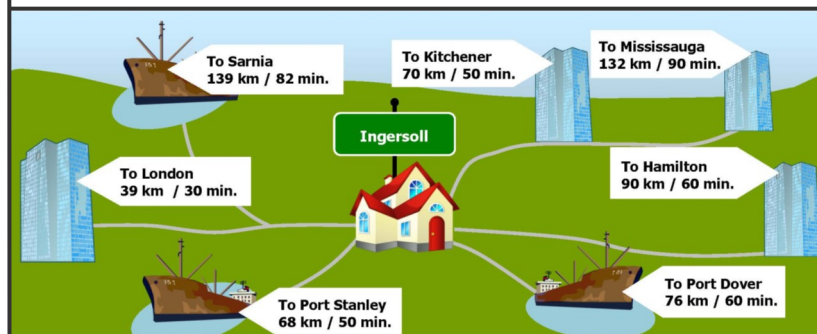 To Sarnia
139 km / 82 min.
To Kitchener
70 km / 50 min.
To Mississauga
132 km / 90 min.
Ingersoll
To London
39 km / 30 min.
To Hamilton
90 km / 60 min.
To Port Stanley
68 km / 50 min.
To Port Dover
76 km / 60 min.